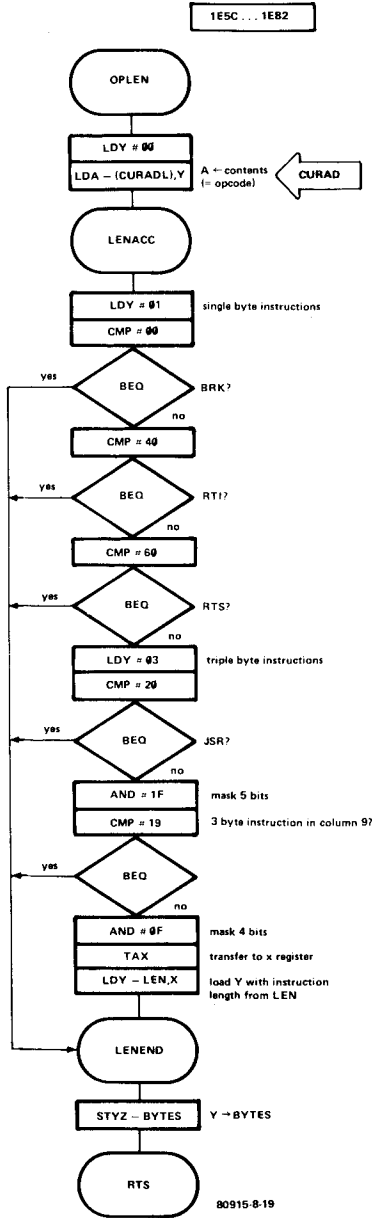 1E5C ... 1E82
OPLEN
LDY # 00
LDA – (CURADL),Y
A ← contents
(= opcode)
CURAD
LENACC
LDY # 01
single byte instructions
CMP # 00
yes
BEQ
BRK?
no
CMP # 40
yes
BEQ
RTI?
no
CMP # 60
yes
BEQ
RTS?
no
LDY # 03
triple byte instructions
CMP # 20
yes
BEQ
JSR?
no
AND # 1F
mask 5 bits
CMP # 19
3 byte instruction in column 9?
yes
BEQ
no
AND # 0F
mask 4 bits
TAX
transfer to x register
LDY – LEN,X
load Y with instruction
length from LEN
LENEND
STYZ – BYTES
Y → BYTES
RTS
80915-8-19